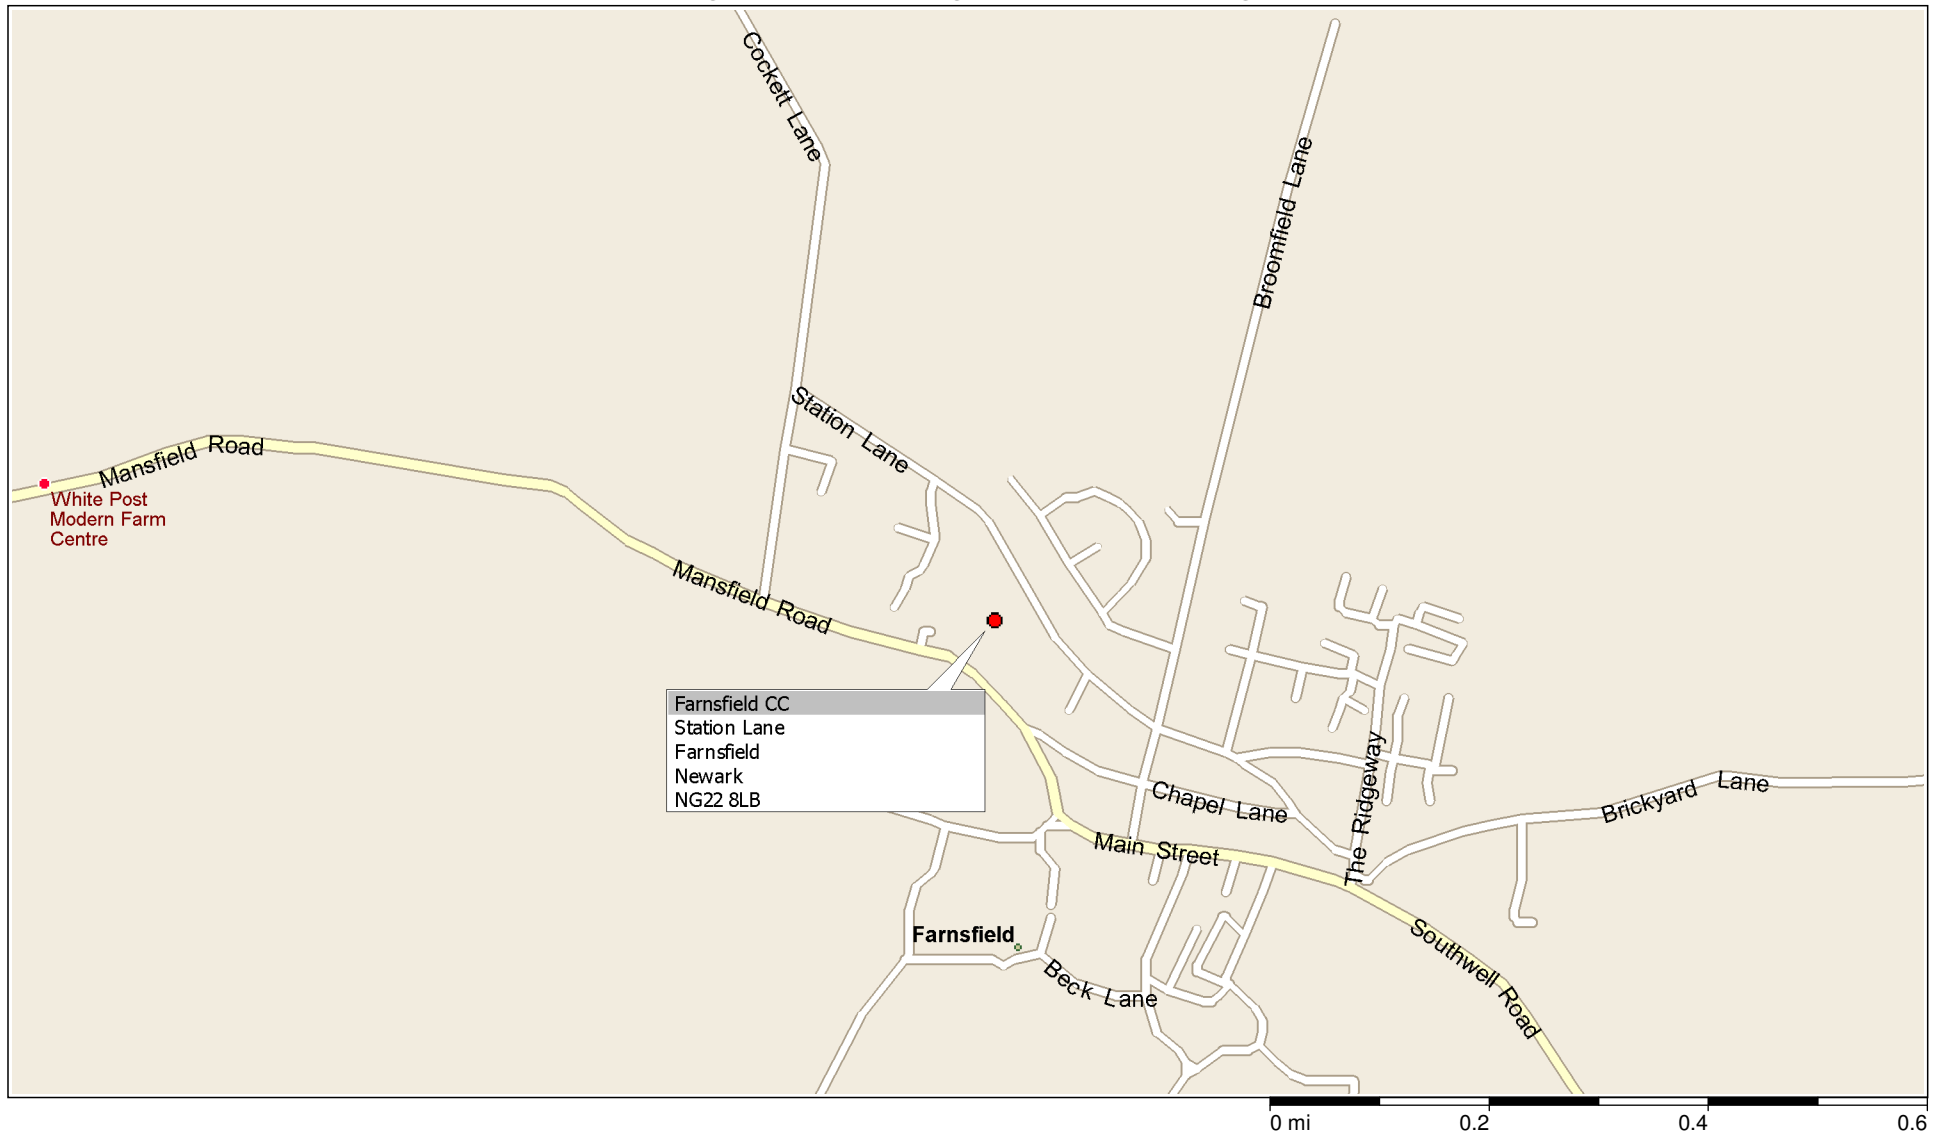 Cockett Lane
Broomfield Lane
Station Lane
Mansfield Road
White Post
Modern Farm
Centre
Mansfield Road
Farnsfield CC
Station Lane
Farnsfield
Newark
NG22 8LB
The Ridgeway
Chapel Lane
Brickyard Lane
Main Street
Farnsfield
Southwell Road
Beck Lane
0 mi 0.2 0.4 0.6